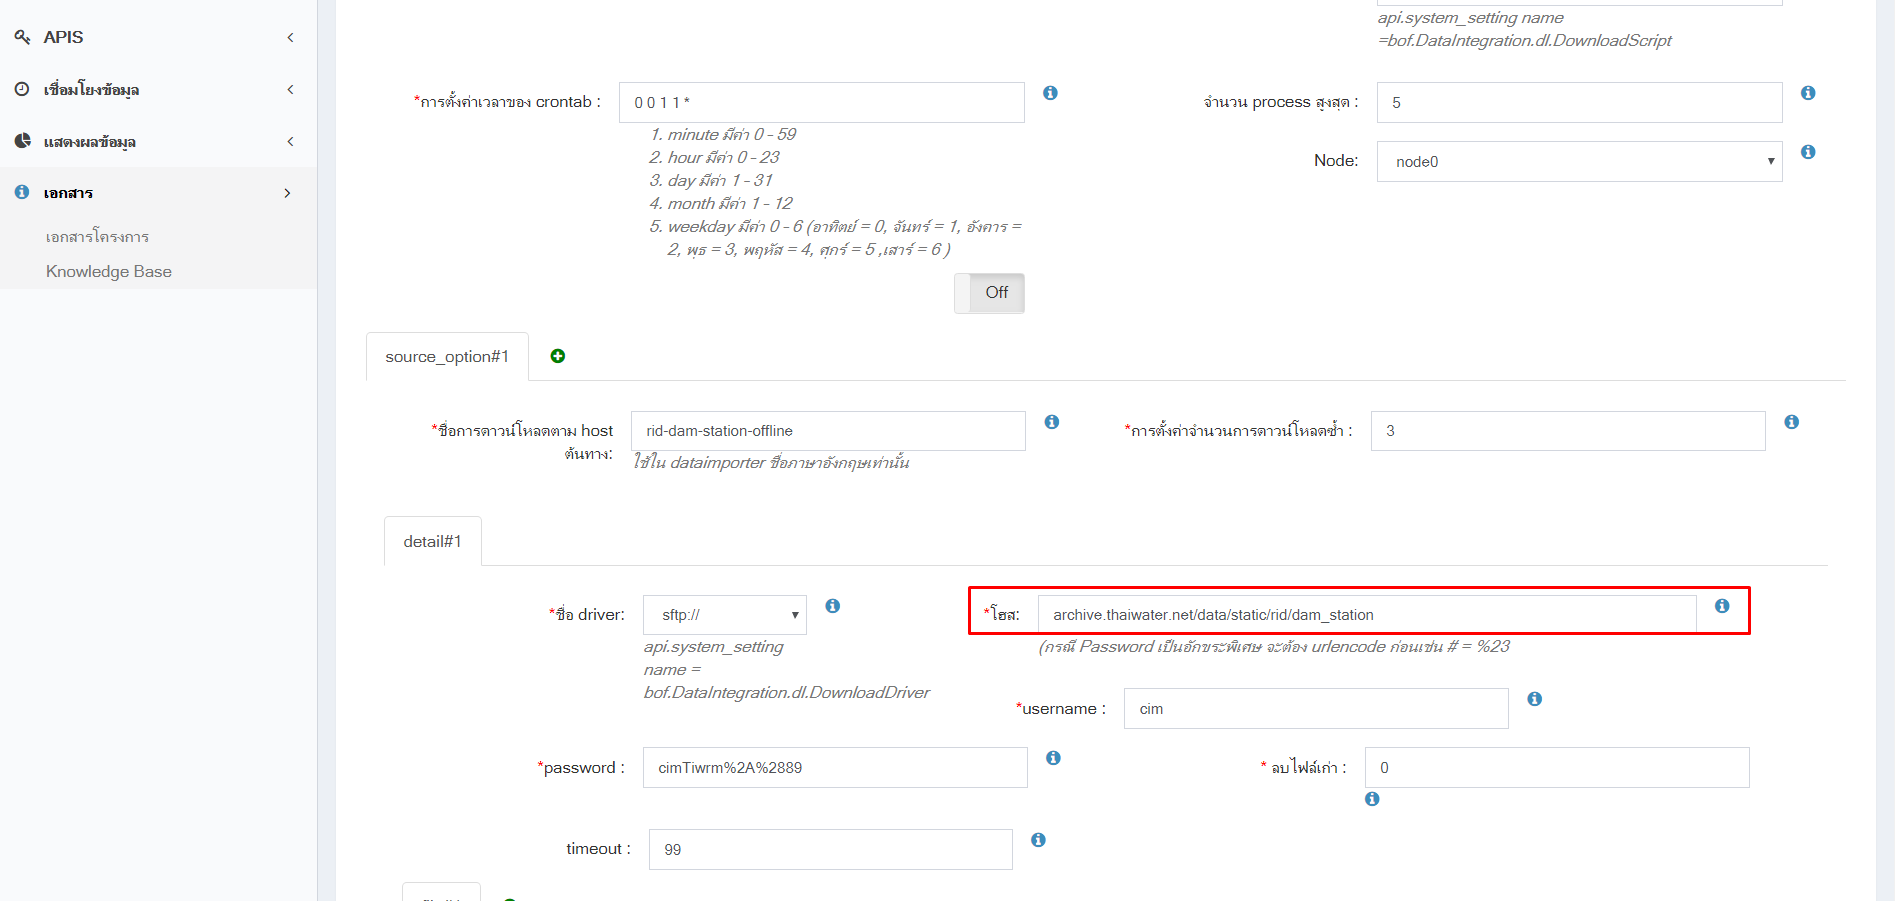 APIS
เชื่อมโยงข้อมูล
แสดงผลข้อมูล
เอกสาร
เอกสารโครงการ
Knowledge Base
api.system_setting name
=bof.DataIntegration.dl.DownloadScript
*การตั้งค่าเวลาของ crontab :
0 0 1 1 *
1. minute มีค่า 0 - 59
2. hour มีค่า 0 - 23
3. day มีค่า 1 - 31
4. month มีค่า 1 - 12
5. weekday มีค่า 0 - 6 (อาทิตย์ = 0, จันทร์ = 1, อังคาร =
2, พุธ = 3, พฤหัส = 4, ศุกร์ = 5 ,เสาร์ = 6 )
จำนวน process สูงสุด :
5
Node:
node0
Off
source_option#1
*ชื่อการดาวน์โหลดตาม host
ต้นทาง:
rid-dam-station-offline
ใช้ใน dataimporter ชื่อภาษาอังกฤษเท่านั้น
*การตั้งค่าจำนวนการดาวน์โหลดซ้ำ :
3
detail#1
*ชื่อ driver:
sftp://
api.system_setting
name =
bof.DataIntegration.dl.DownloadDriver
*โฮส:
archive.thaiwater.net/data/static/rid/dam_station
(กรณี Password เป็นอักขระพิเศษ จะต้อง urlencode ก่อนเช่น # = %23
*username :
cim
*password :
cimTiwrm%2A%2889
* ลบไฟล์เก่า :
0
timeout :
99